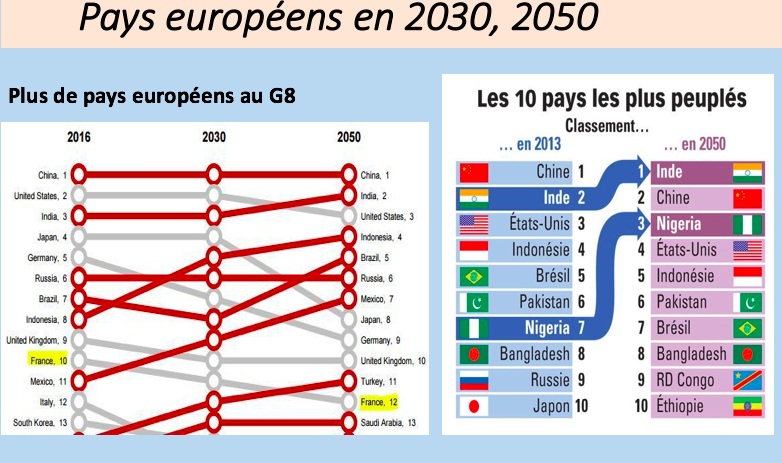 Pays européens en 2030, 2050
Plus de pays européens au G8
2016 2030 2050
China, 1 China, 1
United States, 2 India, 2
India, 3 United States, 3
Japan, 4 Indonesia, 4
Germany, 5 Brazil, 5
Russia, 6 Russia, 6
Brazil, 7 Mexico, 7
Indonesia, 8 Japan, 8
United Kingdom, 9 Germany, 9
France, 10 United Kingdom, 10
Mexico, 11 Turkey, 11
Italy, 12 France, 12
South Korea, 13 Saudi Arabia, 13
Les 10 pays les plus peuplés
Classement...
... en 2013 ... en 2050
Chine 1 1 Inde
Inde 2 2 Chine
États-Unis 3 3 Nigeria
Indonésie 4 4 États-Unis
Brésil 5 5 Indonésie
Pakistan 6 6 Pakistan
Nigeria 7 7 Brésil
Bangladesh 8 8 Bangladesh
Russie 9 9 RD Congo
Japon 10 10 Éthiopie